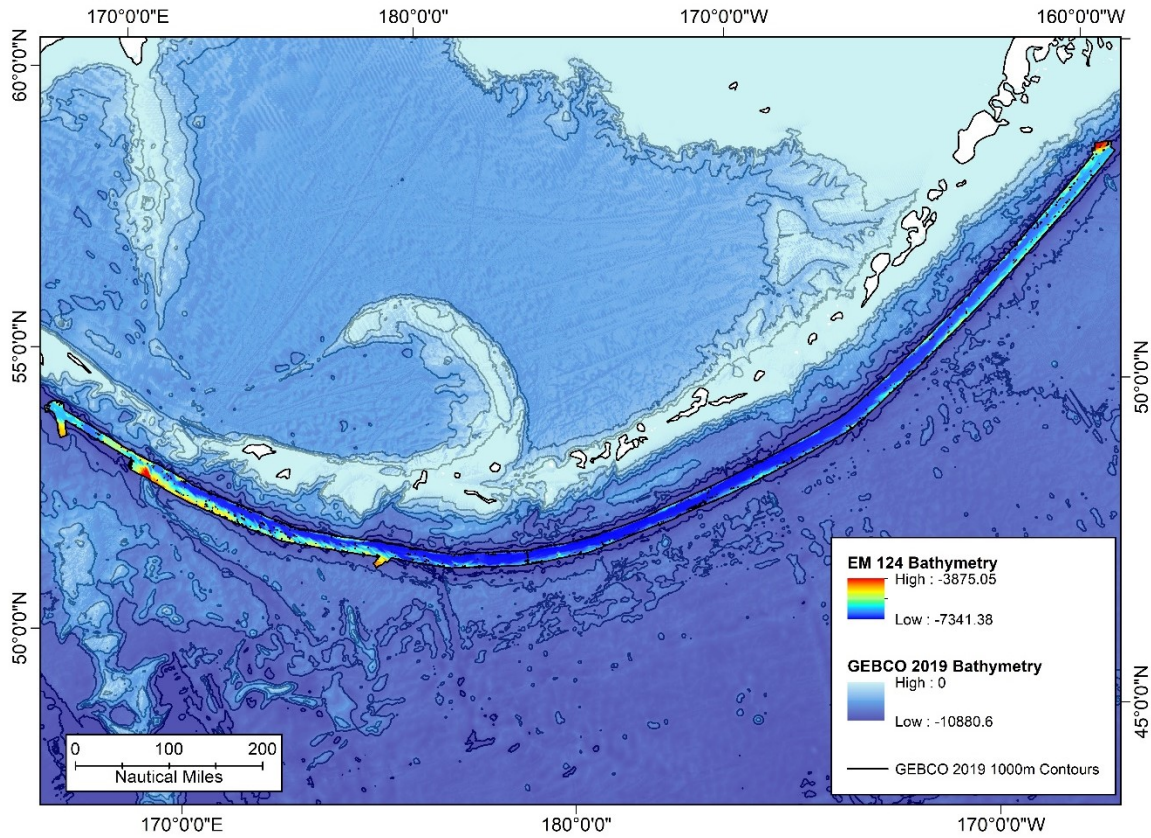 170°0'0"E 180°0'0" 170°0'0"W 160°0'0"W
60°0'0"N
55°0'0"N
50°0'0"N
50°0'0"N
45°0'0"N
EM 124 Bathymetry
High : -3875.05
Low : -7341.38
GEBCO 2019 Bathymetry
High : 0
Low : -10880.6
GEBCO 2019 1000m Contours
0 100 200
Nautical Miles
170°0'0"E 180°0'0" 170°0'0"W